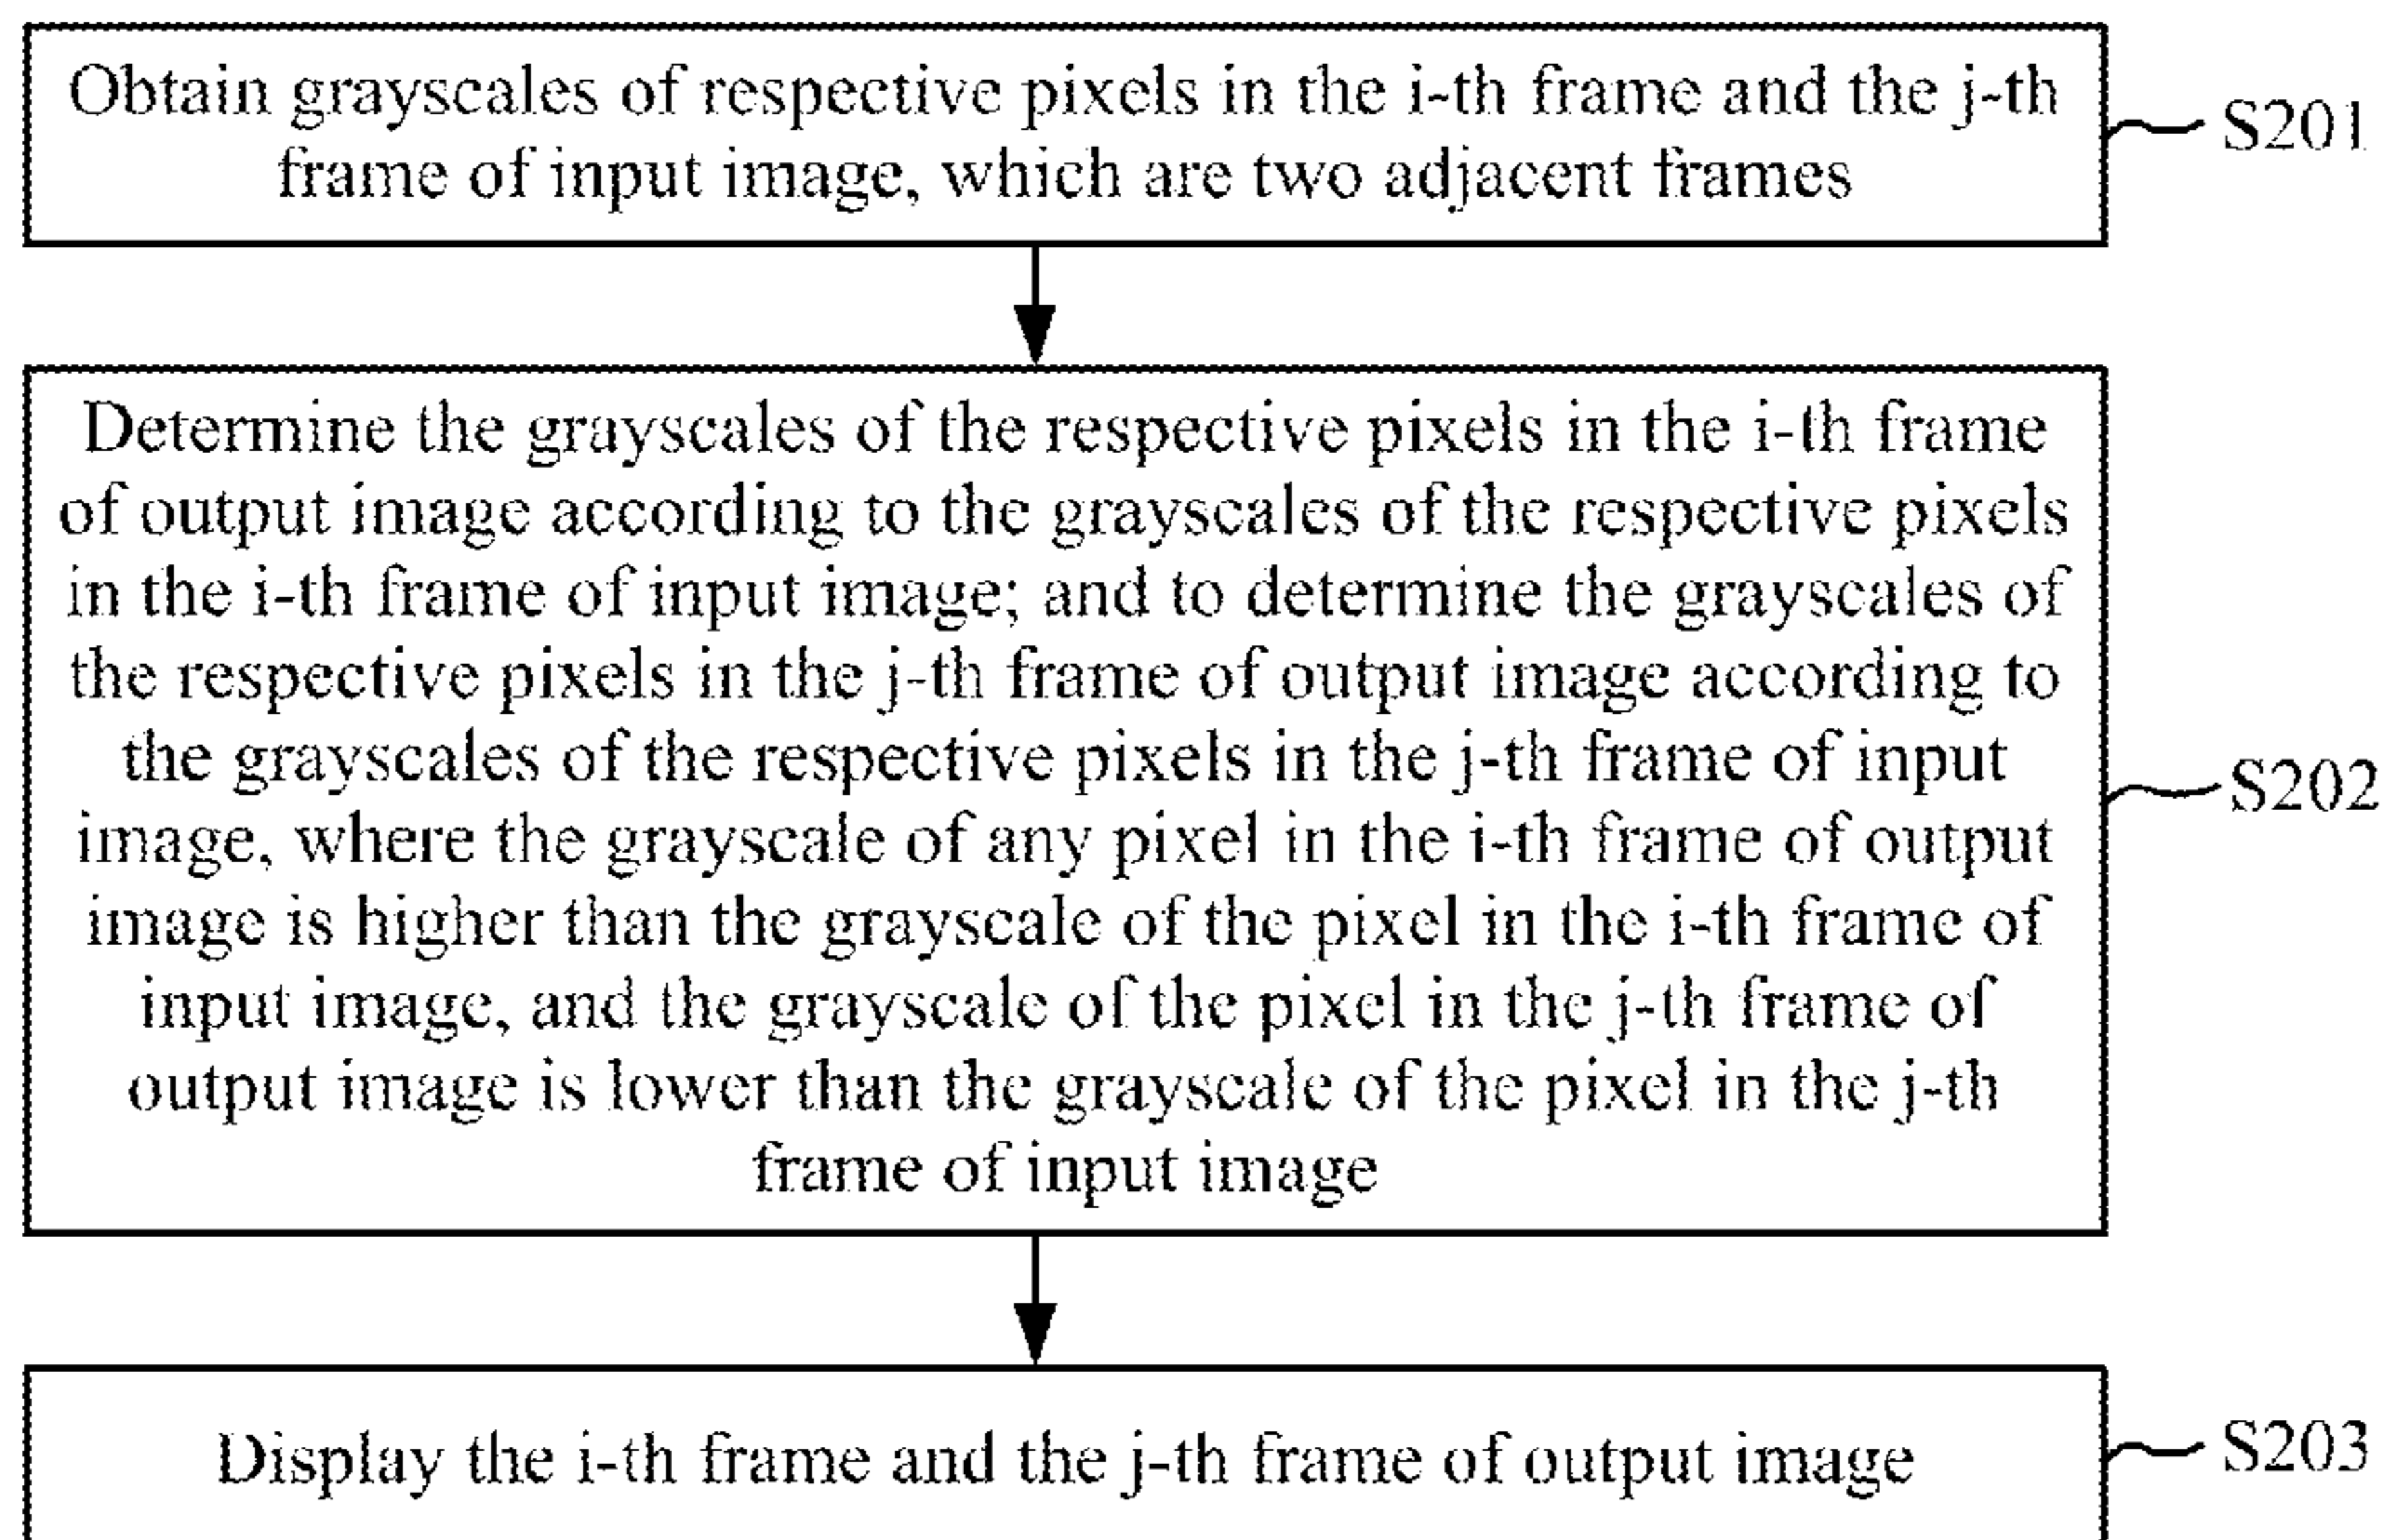 Obtain grayscales of respective pixels in the i-th frame and the j-th
frame of input image, which are two adjacent frames
S201
Determine the grayscales of the respective pixels in the i-th frame
of output image according to the grayscales of the respective pixels
in the i-th frame of input image; and to determine the grayscales of
the respective pixels in the j-th frame of output image according to
the grayscales of the respective pixels in the j-th frame of input
image, where the grayscale of any pixel in the i-th frame of output
image is higher than the grayscale of the pixel in the i-th frame of
input image, and the grayscale of the pixel in the j-th frame of
output image is lower than the grayscale of the pixel in the j-th
frame of input image
S202
Display the i-th frame and the j-th frame of output image
S203